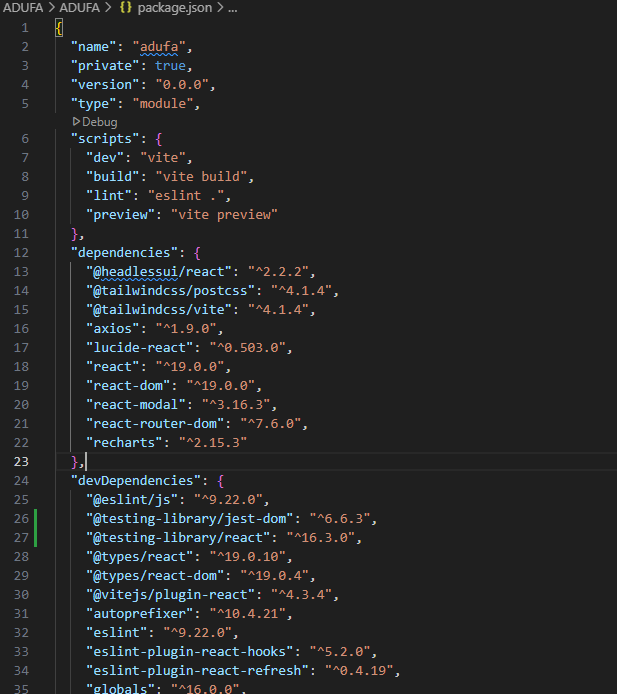 ADUFA > ADUFA > {} package.json > ...
1 {
2 "name": "adufa",
3 "private": true,
4 "version": "0.0.0",
5 "type": "module",
Debug
6 "scripts": {
7 "dev": "vite",
8 "build": "vite build",
9 "lint": "eslint .",
10 "preview": "vite preview"
11 },
12 "dependencies": {
13 "@headlessui/react": "^2.2.2",
14 "@tailwindcss/postcss": "^4.1.4",
15 "@tailwindcss/vite": "^4.1.4",
16 "axios": "^1.9.0",
17 "lucide-react": "^0.503.0",
18 "react": "^19.0.0",
19 "react-dom": "^19.0.0",
20 "react-modal": "^3.16.3",
21 "react-router-dom": "^7.6.0",
22 "recharts": "^2.15.3"
23 },
24 "devDependencies": {
25 "@eslint/js": "^9.22.0",
26 "@testing-library/jest-dom": "^6.6.3",
27 "@testing-library/react": "^16.3.0",
28 "@types/react": "^19.0.10",
29 "@types/react-dom": "^19.0.4",
30 "@vitejs/plugin-react": "^4.3.4",
31 "autoprefixer": "^10.4.21",
32 "eslint": "^9.22.0",
33 "eslint-plugin-react-hooks": "^5.2.0",
34 "eslint-plugin-react-refresh": "^0.4.19",
35 "globals": "^16.0.0",